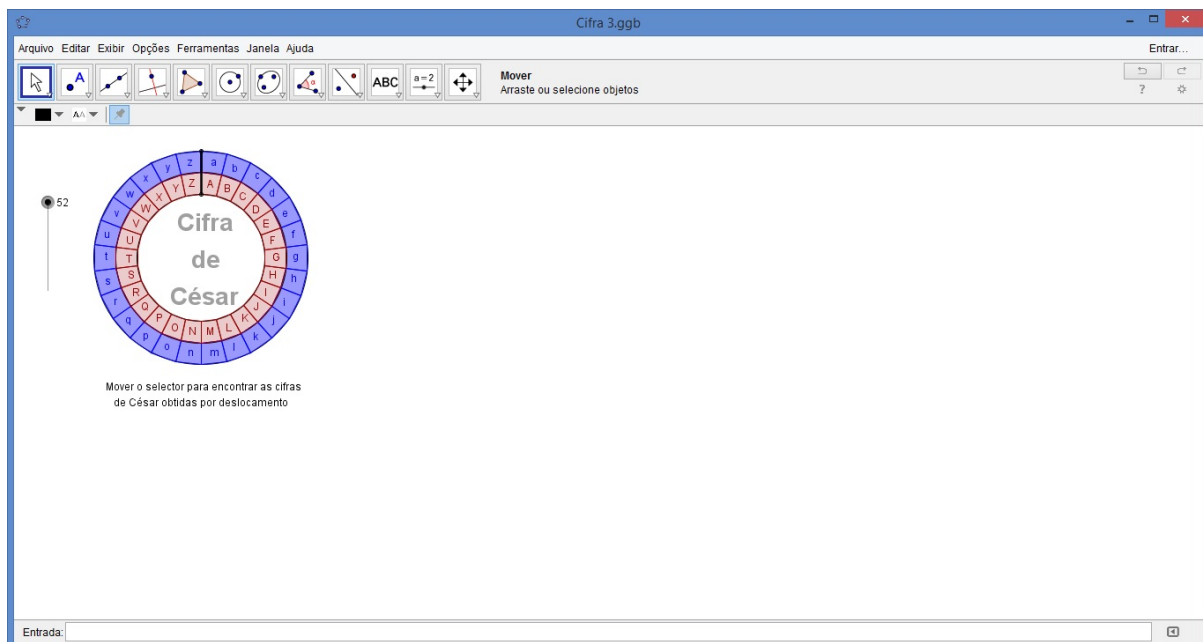 Cifra 3.ggb
Arquivo Editar Exibir Opções Ferramentas Janela Ajuda
Entrar...
A
ABC
a=2
Mover
Arraste ou selecione objetos
?
AA
52
a b c d e f g h i j k l m n o p q r s t u v w x y z
A B C D E F G H I J K L M N O P Q R S T U V W X Y Z
Cifra
de
César
Mover o selector para encontrar as cifras
de César obtidas por deslocamento
Entrada: